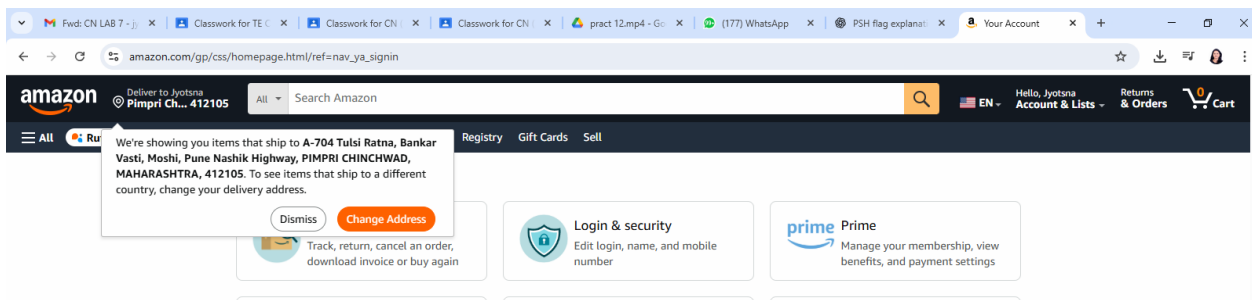 Fwd: CN LAB 7 - jy
Classwork for TE C
Classwork for CN
Classwork for CN
pract 12.mp4 - Go
(177) WhatsApp
PSH flag explanati
Your Account
amazon.com/gp/css/homepage.html/ref=nav_ya_signin
amazon
Deliver to Jyotsna
Pimpri Ch... 412105
All
Search Amazon
EN
Hello, Jyotsna
Account & Lists
Returns
& Orders
0
Cart
All
Ru
Registry
Gift Cards
Sell
We're showing you items that ship to A-704 Tulsi Ratna, Bankar
Vasti, Moshi, Pune Nashik Highway, PIMPRI CHINCHWAD,
MAHARASHTRA, 412105. To see items that ship to a different
country, change your delivery address.
Dismiss
Change Address
Track, return, cancel an order,
download invoice or buy again
Login & security
Edit login, name, and mobile
number
prime
Prime
Manage your membership, view
benefits, and payment settings